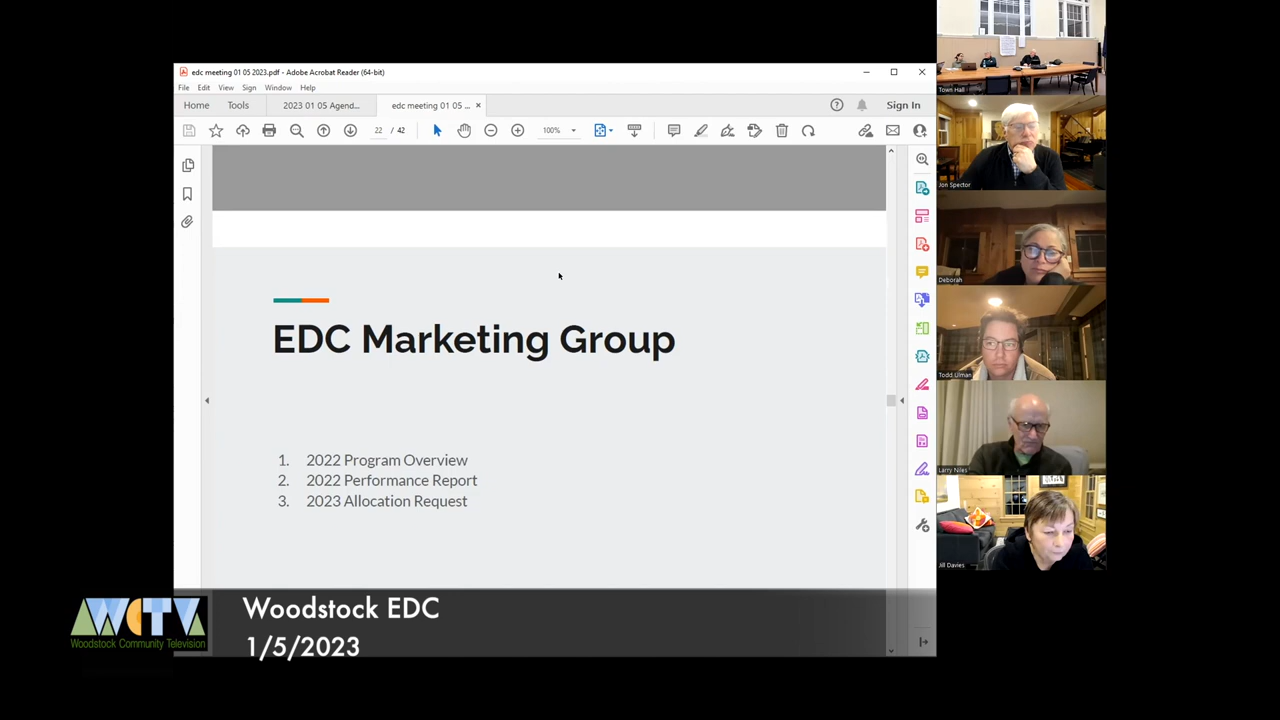 edc meeting 01 05 2023.pdf - Adobe Acrobat Reader (64-bit)
File Edit View Sign Window Help
Home Tools 2023 01 05 Agend... edc meeting 01 05 ... Sign In
22 / 42 100%
EDC Marketing Group
1. 2022 Program Overview
2. 2022 Performance Report
3. 2023 Allocation Request
Town Hall
Jon Spector
Deborah
Todd Ulman
Larry Niles
Jill Davies
WCTV
Woodstock Community Television
Woodstock EDC
1/5/2023